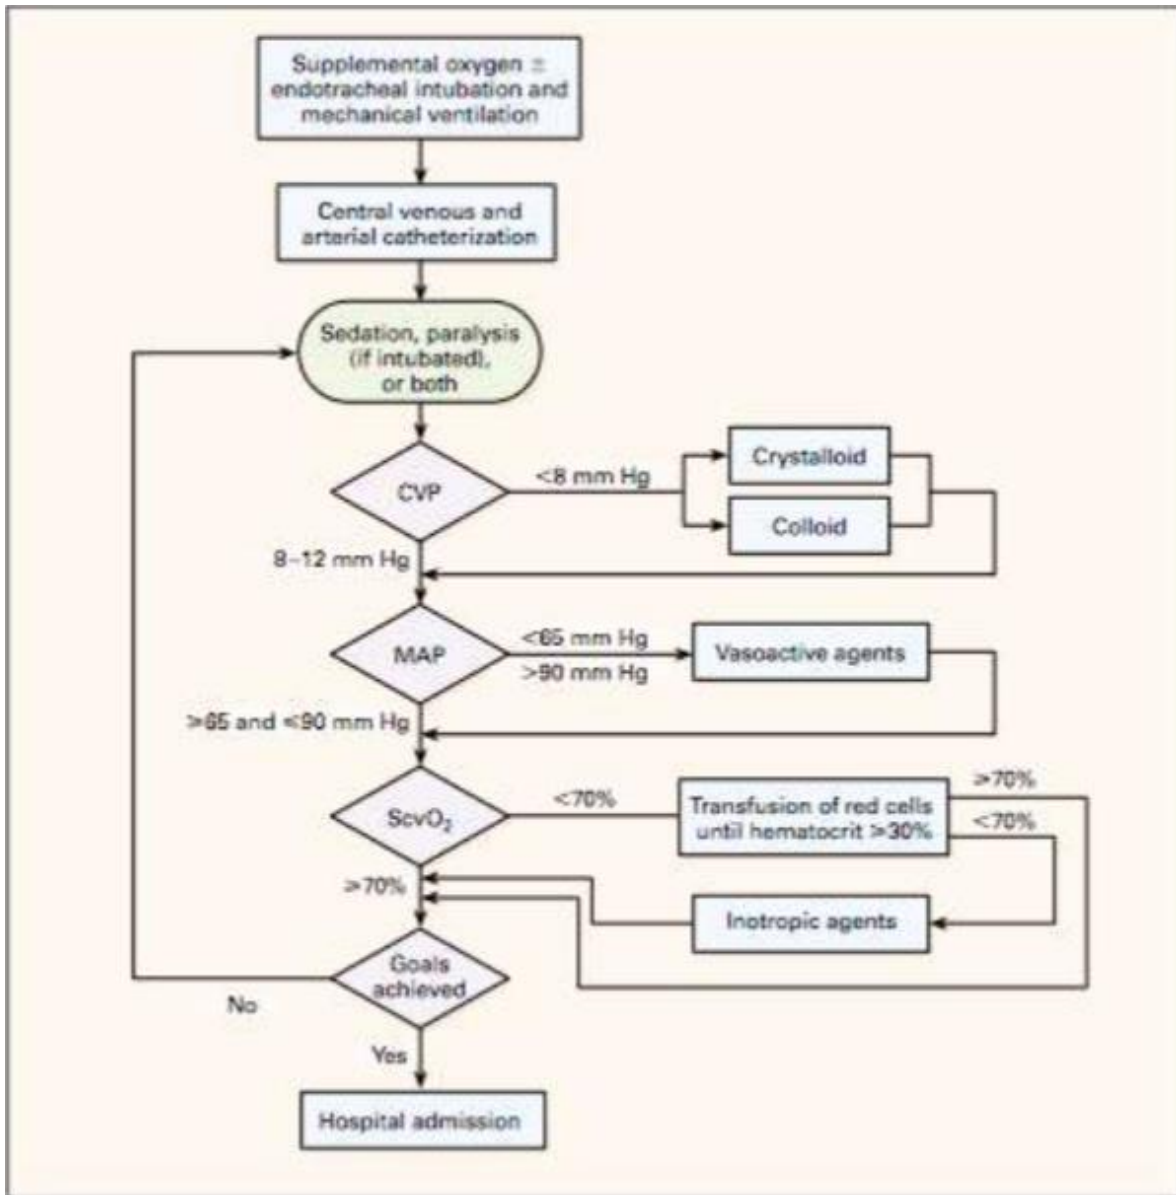 Supplemental oxygen ±
endotracheal intubation and
mechanical ventilation
Central venous and
arterial catheterization
Sedation, paralysis
(if intubated),
or both
CVP
<8 mm Hg
Crystalloid
Colloid
8–12 mm Hg
MAP
<65 mm Hg
>90 mm Hg
Vasoactive agents
≥65 and ≤90 mm Hg
ScvO₂
<70%
Transfusion of red cells
until hematocrit ≥30%
≥70%
<70%
≥70%
Inotropic agents
Goals
achieved
No
Yes
Hospital admission